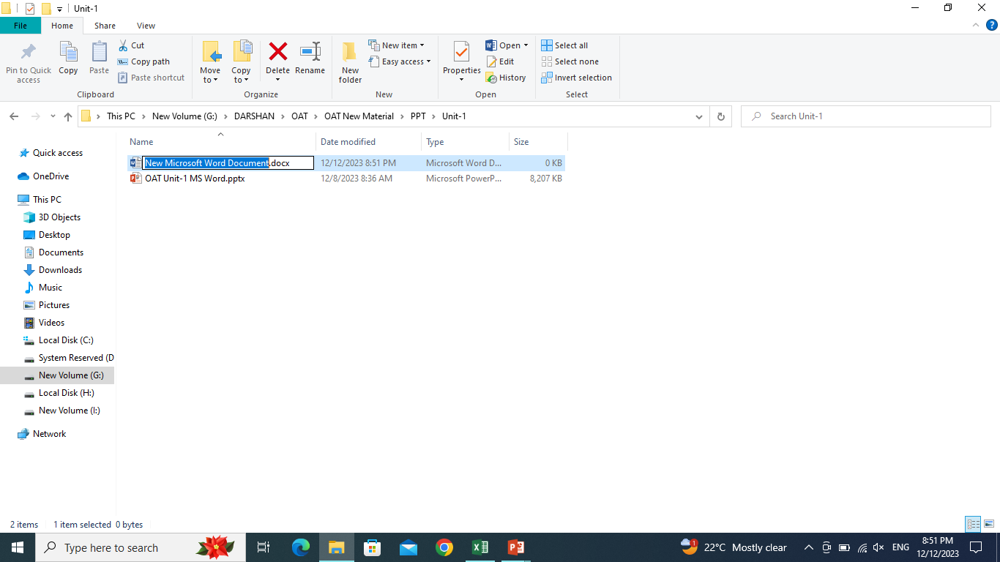 Unit-1
File Home Share View
Pin to Quick access
Copy
Paste
Cut
Copy path
Paste shortcut
Clipboard
Move to
Copy to
Delete
Rename
Organize
New folder
New item
Easy access
New
Properties
Open
Edit
History
Open
Select all
Select none
Invert selection
Select
This PC New Volume (G:) DARSHAN OAT OAT New Material PPT Unit-1
Search Unit-1
Quick access
OneDrive
This PC
3D Objects
Desktop
Documents
Downloads
Music
Pictures
Videos
Local Disk (C:)
System Reserved (D
New Volume (G:)
Local Disk (H:)
New Volume (I:)
Network
Name Date modified Type Size
New Microsoft Word Document.docx 12/12/2023 8:51 PM Microsoft Word D... 0 KB
OAT Unit-1 MS Word.pptx 12/8/2023 8:36 AM Microsoft PowerP... 8,207 KB
2 items 1 item selected 0 bytes
Type here to search
1
22°C Mostly clear
ENG
8:51 PM
12/12/2023